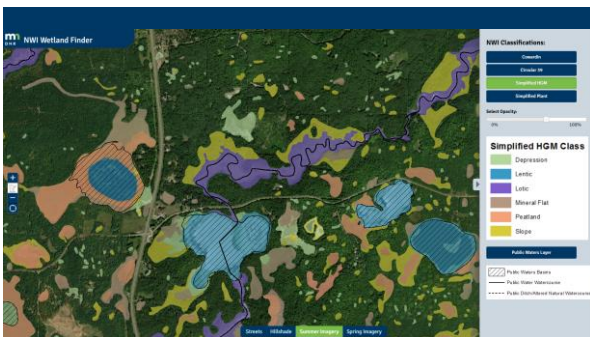 mn
DNR
NWI Wetland Finder
NWI Classifications:
Cowardin
Circular 39
Simplified HGM
Simplified Plant
Select Opacity:
0%
100%
Simplified HGM Class
Depression
Lentic
Lotic
Mineral Flat
Peatland
Slope
Public Waters Layer
Public Waters Basins
Public Water Watercourse
Public Ditch/Altered Natural Watercourse
Streets
Hillshade
Summer Imagery
Spring Imagery